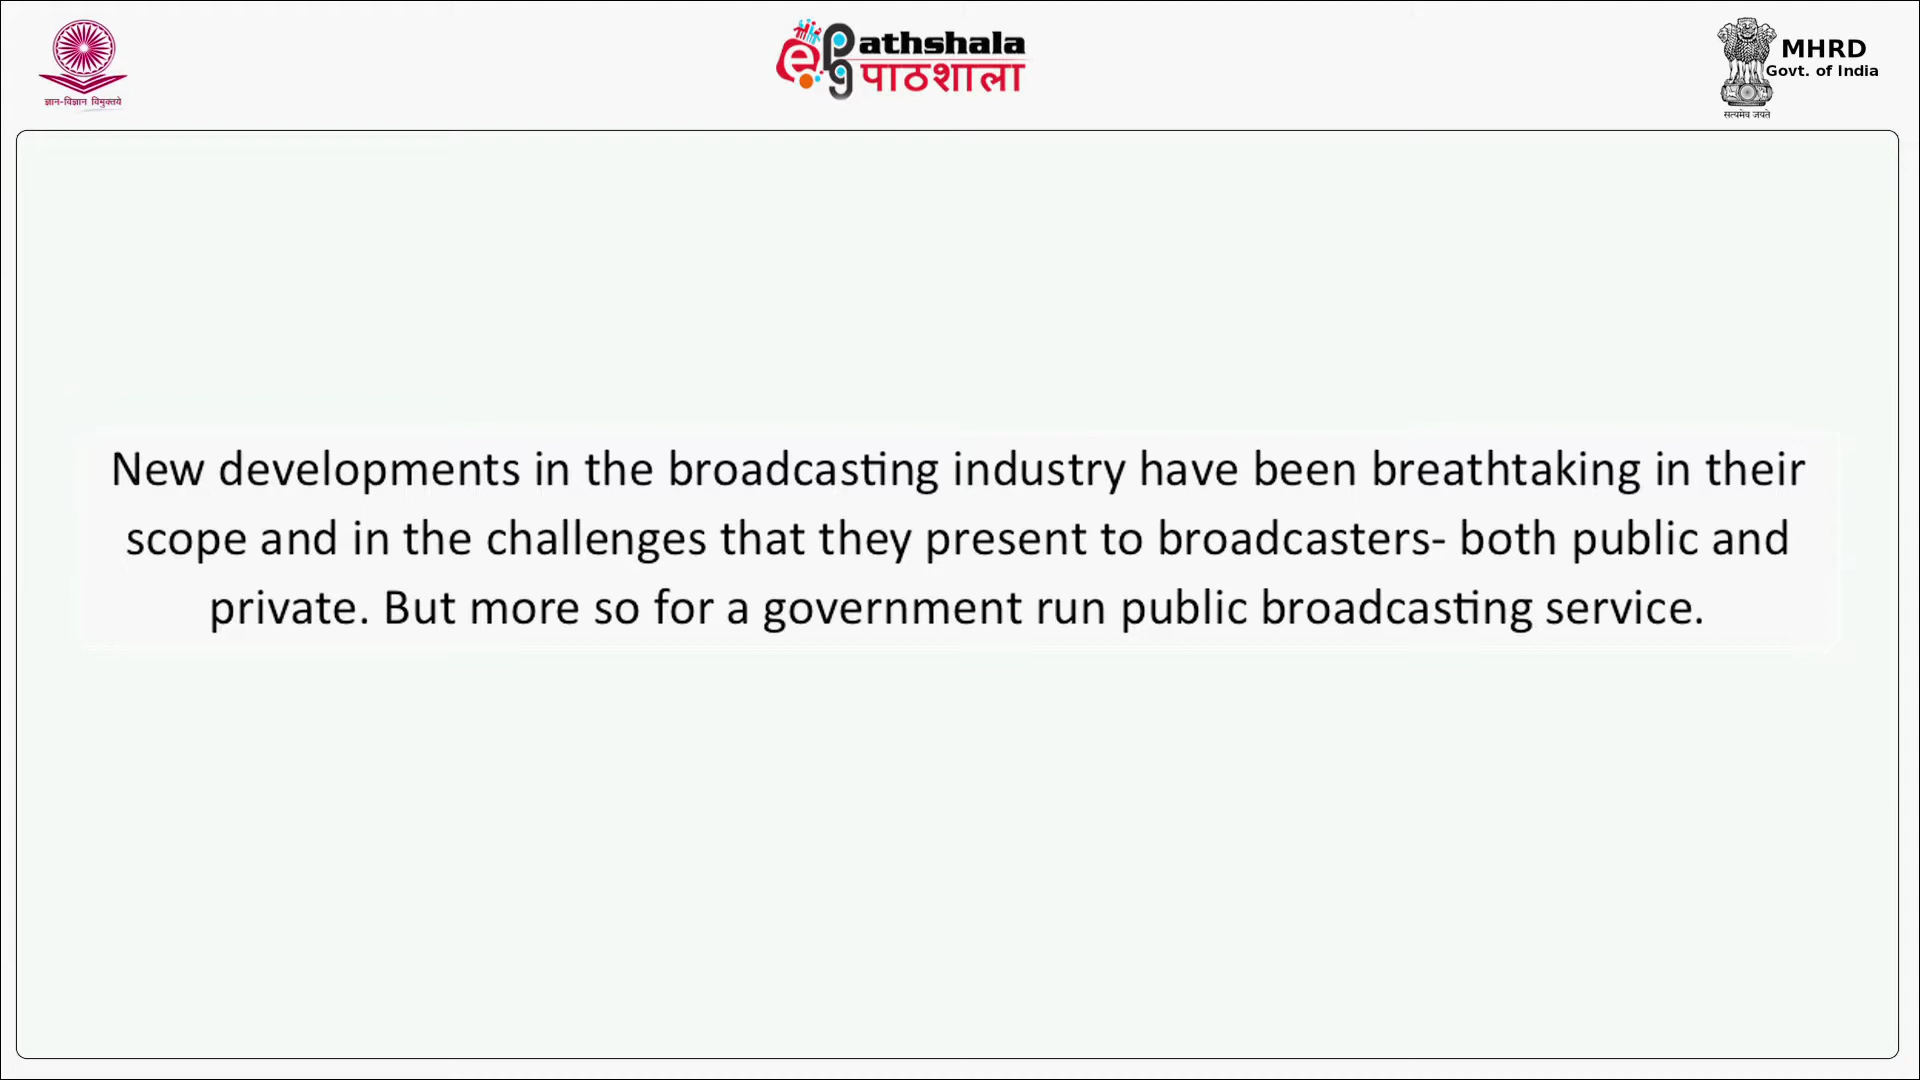 ज्ञान-विज्ञान विमुक्तये
ePG
athshala
पाठशाला
MHRD
Govt. of India
सत्यमेव जयते
New developments in the broadcasting industry have been breathtaking in their
scope and in the challenges that they present to broadcasters- both public and
private. But more so for a government run public broadcasting service.